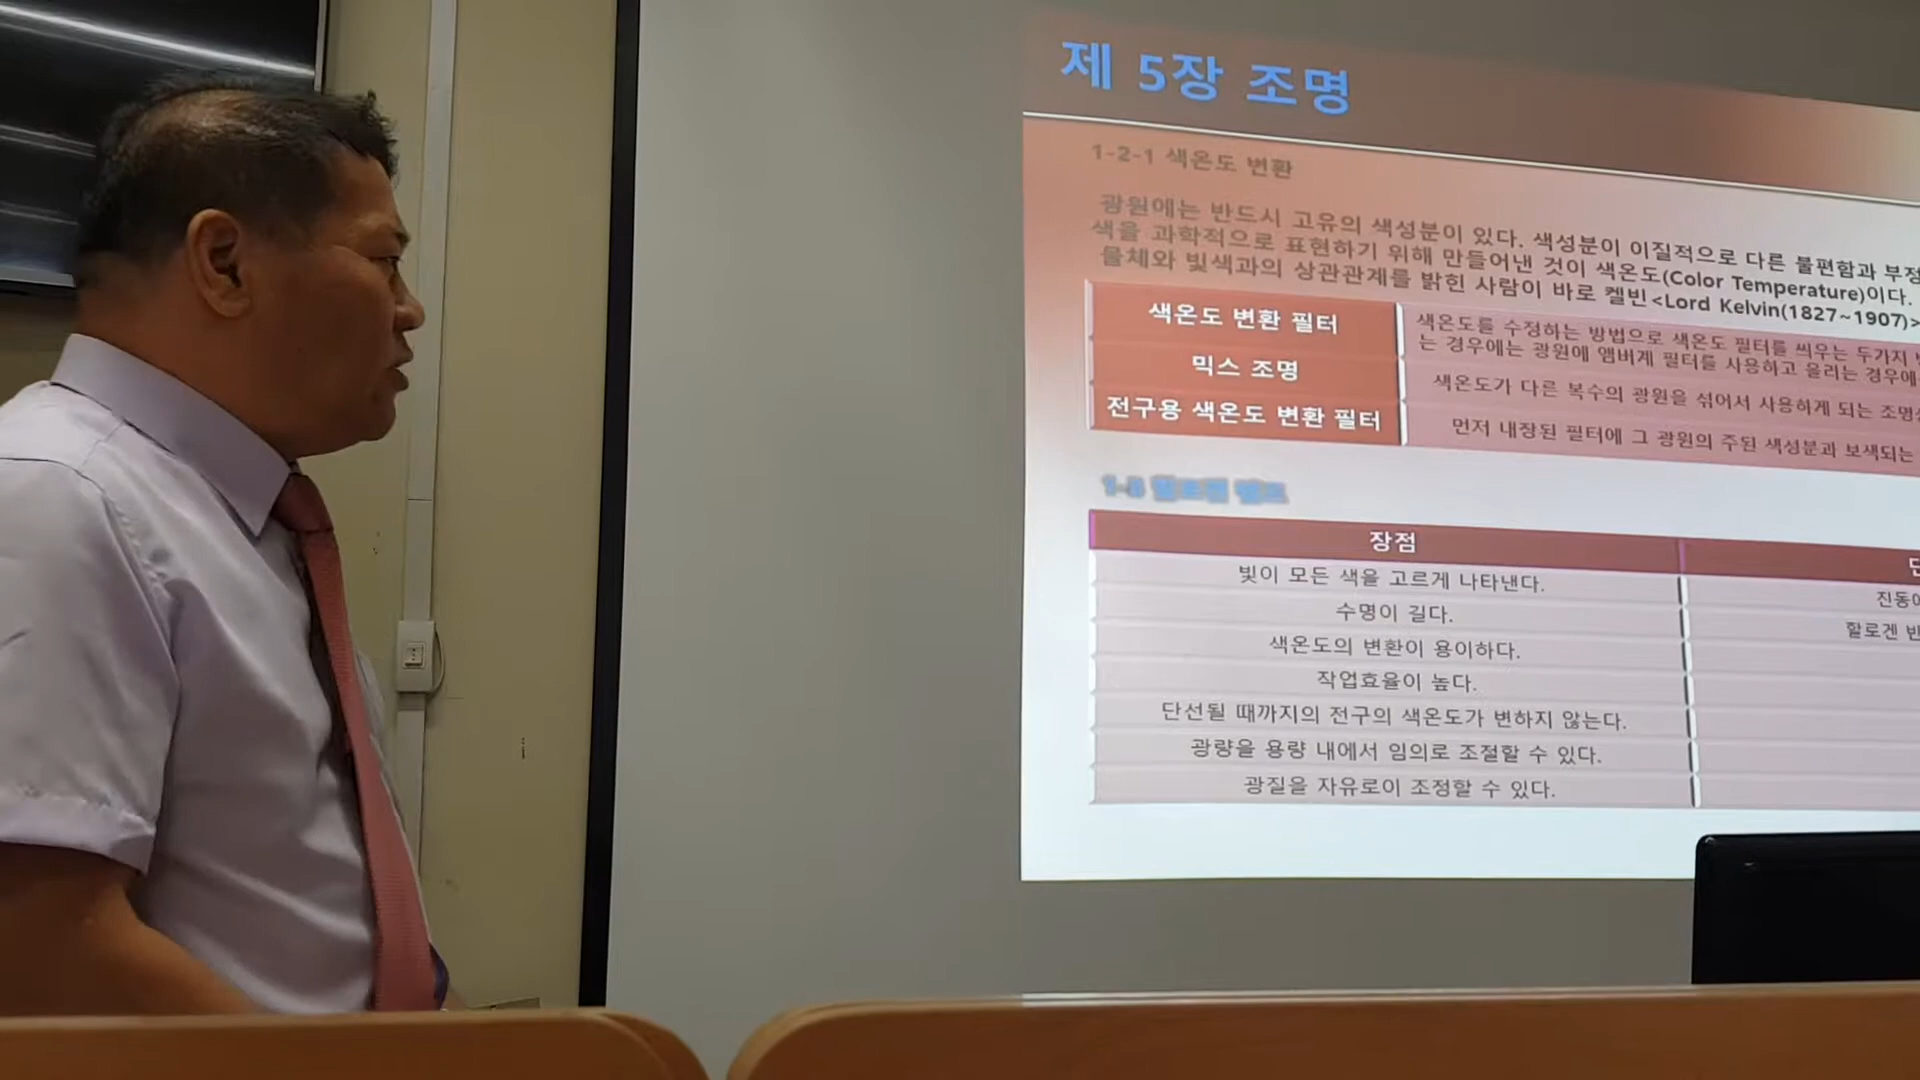 제 5장 조명
1-2-1 색온도 변환
광원에는 반드시 고유의 색성분이 있다. 색성분이 이질적으로 다른 불편함과 부정
색을 과학적으로 표현하기 위해 만들어낸 것이 색온도(Color Temperature)이다.
물체와 빛색과의 상관관계를 밝힌 사람이 바로 켈빈<Lord Kelvin(1827~1907)>
색온도 변환 필터
색온도를 수정하는 방법으로 색온도 필터를 씌우는 두가지
는 경우에는 광원에 앰버계 필터를 사용하고 올리는 경우에
믹스 조명
색온도가 다른 복수의 광원을 섞어서 사용하게 되는 조명
전구용 색온도 변환 필터
먼저 내장된 필터에 그 광원의 주된 색성분과 보색되는
장점
빛이 모든 색을 고르게 나타낸다.
진동에
수명이 길다.
할로겐
색온도의 변환이 용이하다.
작업효율이 높다.
단선될 때까지의 전구의 색온도가 변하지 않는다.
광량을 용량 내에서 임의로 조절할 수 있다.
광질을 자유로이 조정할 수 있다.